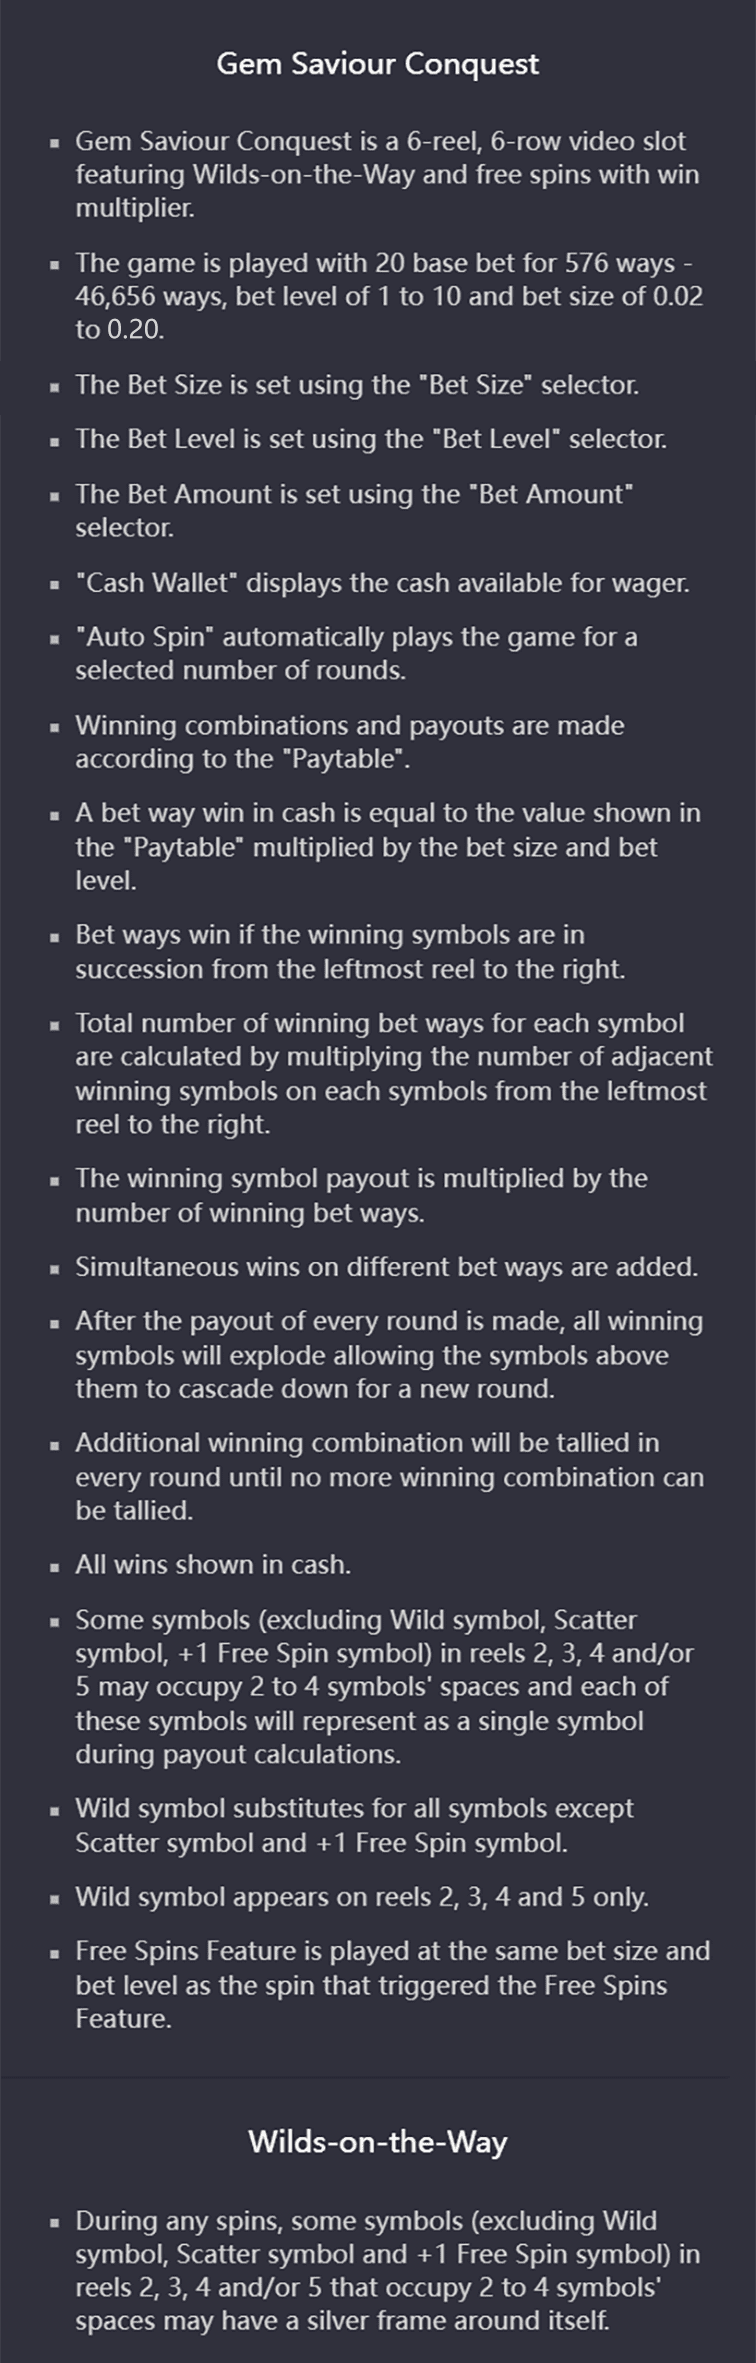 Gem Saviour Conquest
▪ Gem Saviour Conquest is a 6-reel, 6-row video slot
featuring Wilds-on-the-Way and free spins with win
multiplier.
▪ The game is played with 20 base bet for 576 ways -
46,656 ways, bet level of 1 to 10 and bet size of 0.02
to 0.20.
▪ The Bet Size is set using the "Bet Size" selector.
▪ The Bet Level is set using the "Bet Level" selector.
▪ The Bet Amount is set using the "Bet Amount"
selector.
▪ "Cash Wallet" displays the cash available for wager.
▪ "Auto Spin" automatically plays the game for a
selected number of rounds.
▪ Winning combinations and payouts are made
according to the "Paytable".
▪ A bet way win in cash is equal to the value shown in
the "Paytable" multiplied by the bet size and bet
level.
▪ Bet ways win if the winning symbols are in
succession from the leftmost reel to the right.
▪ Total number of winning bet ways for each symbol
are calculated by multiplying the number of adjacent
winning symbols on each symbols from the leftmost
reel to the right.
▪ The winning symbol payout is multiplied by the
number of winning bet ways.
▪ Simultaneous wins on different bet ways are added.
▪ After the payout of every round is made, all winning
symbols will explode allowing the symbols above
them to cascade down for a new round.
▪ Additional winning combination will be tallied in
every round until no more winning combination can
be tallied.
▪ All wins shown in cash.
▪ Some symbols (excluding Wild symbol, Scatter
symbol, +1 Free Spin symbol) in reels 2, 3, 4 and/or
5 may occupy 2 to 4 symbols' spaces and each of
these symbols will represent as a single symbol
during payout calculations.
▪ Wild symbol substitutes for all symbols except
Scatter symbol and +1 Free Spin symbol.
▪ Wild symbol appears on reels 2, 3, 4 and 5 only.
▪ Free Spins Feature is played at the same bet size and
bet level as the spin that triggered the Free Spins
Feature.
Wilds-on-the-Way
▪ During any spins, some symbols (excluding Wild
symbol, Scatter symbol and +1 Free Spin symbol) in
reels 2, 3, 4 and/or 5 that occupy 2 to 4 symbols'
spaces may have a silver frame around itself.